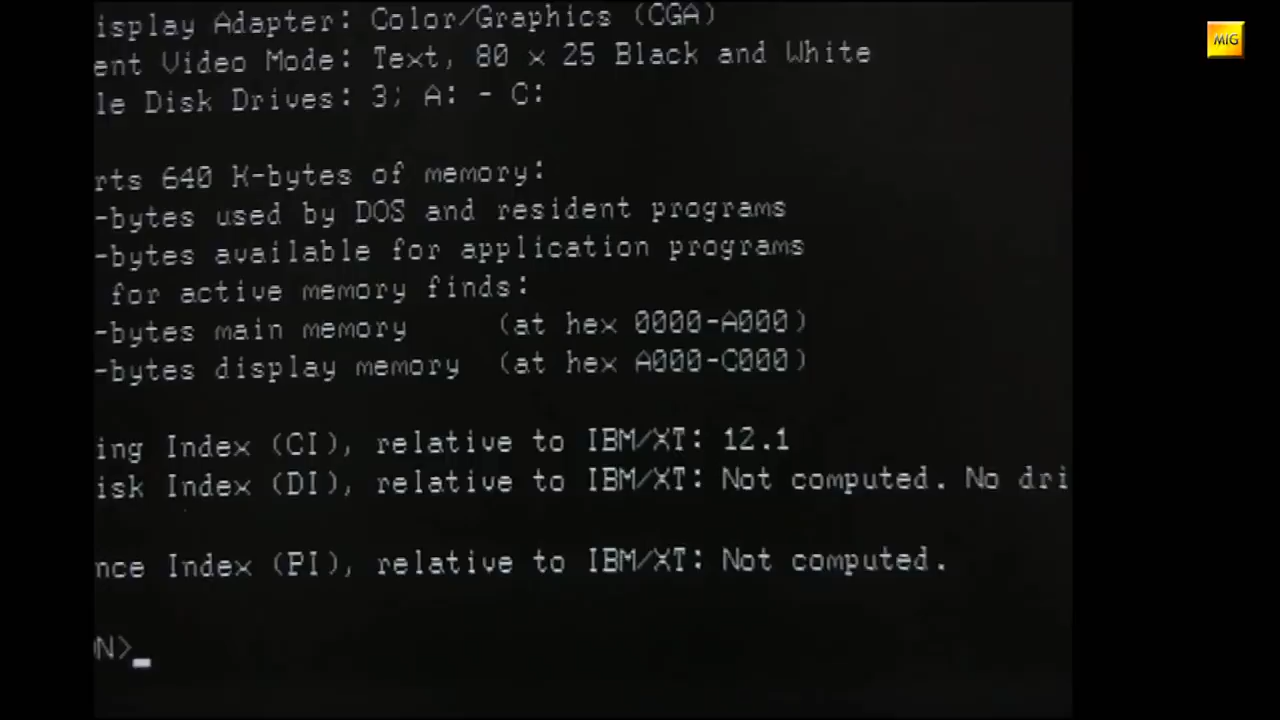 isplay Adapter: Color/Graphics (CGA)
ent Video Mode: Text, 80 x 25 Black and White
le Disk Drives: 3; A: - C:
rts 640 K-bytes of memory:
-bytes used by DOS and resident programs
-bytes available for application programs
for active memory finds:
-bytes main memory (at hex 0000-A000)
-bytes display memory (at hex A000-C000)
ing Index (CI), relative to IBM/XT: 12.1
isk Index (DI), relative to IBM/XT: Not computed. No dri
nce Index (PI), relative to IBM/XT: Not computed.
N>_
MIG